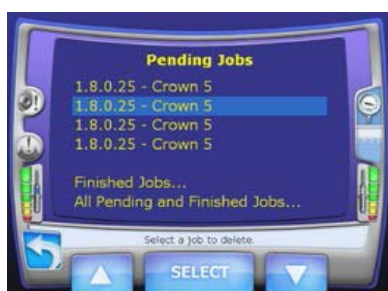 Pending Jobs
1.8.0.25 - Crown 5
1.8.0.25 - Crown 5
1.8.0.25 - Crown 5
1.8.0.25 - Crown 5
Finished Jobs...
All Pending and Finished Jobs...
Select a job to delete.
SELECT